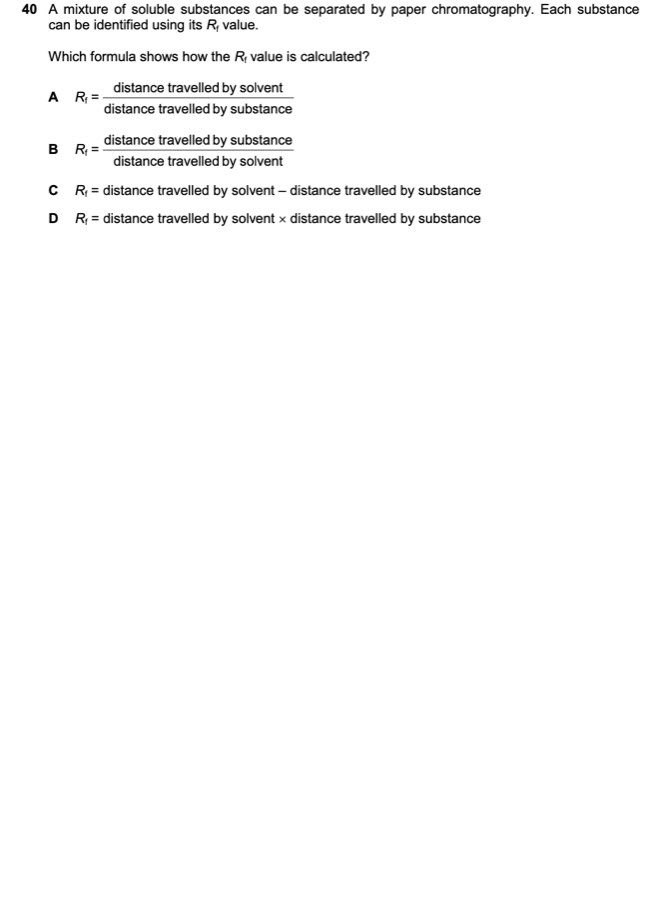 40 A mixture of soluble substances can be separated by paper chromatography. Each substance
can be identified using its Rf value.
Which formula shows how the Rf value is calculated?
A Rf = distance travelled by solvent
distance travelled by substance
B Rf = distance travelled by substance
distance travelled by solvent
C Rf = distance travelled by solvent – distance travelled by substance
D Rf = distance travelled by solvent × distance travelled by substance